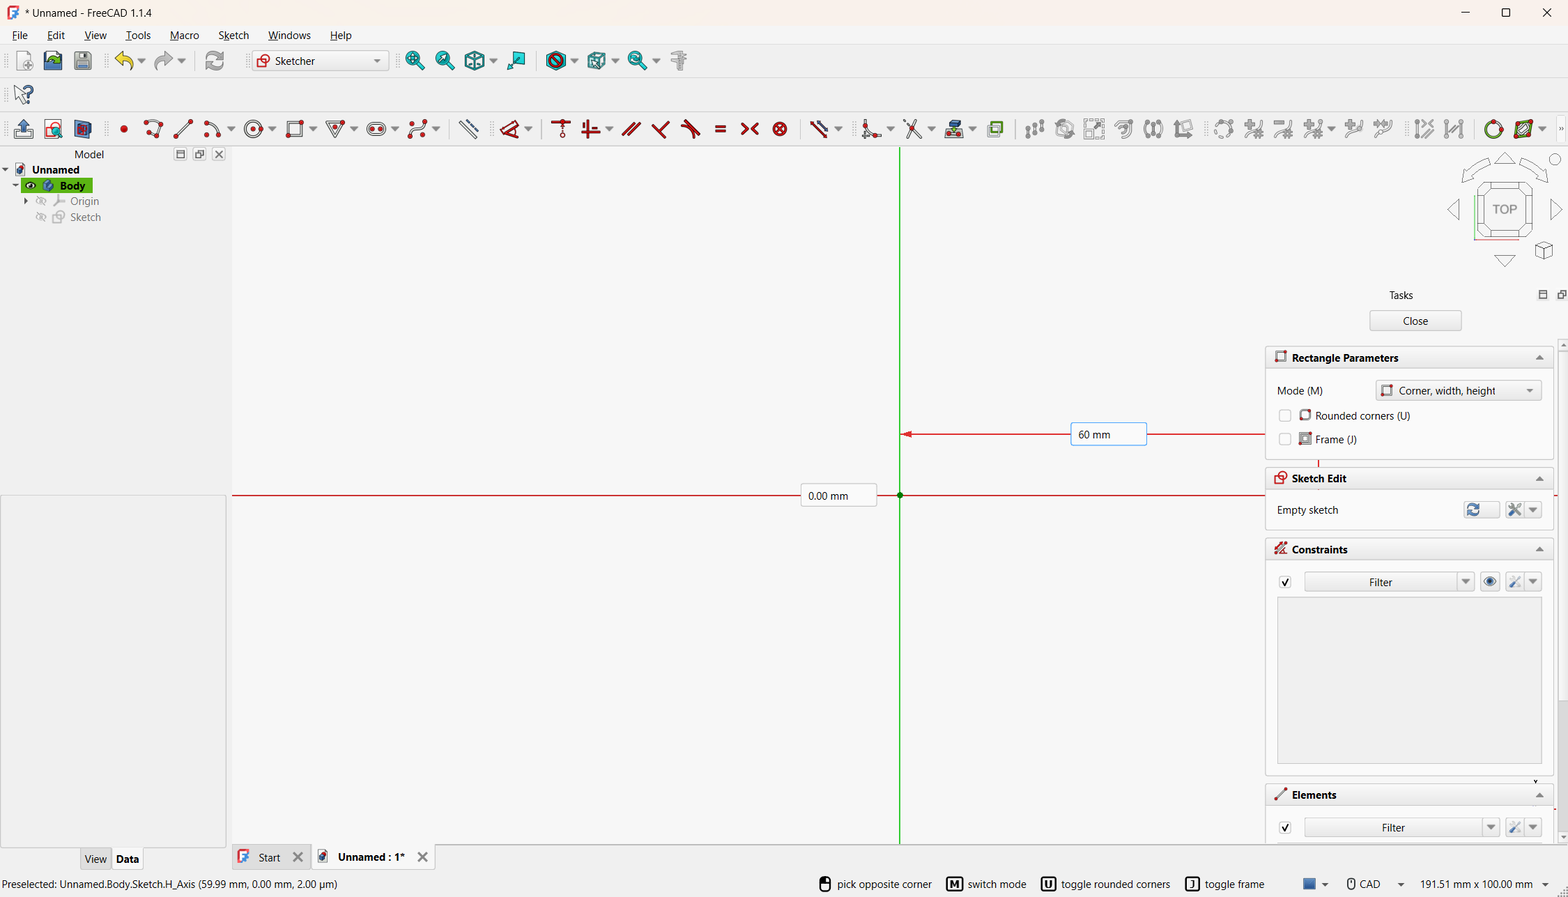 * Unnamed - FreeCAD 1.1.4
File Edit View Tools Macro Sketch Windows Help
Sketcher
Model
Unnamed
Body
Origin
Sketch
TOP
Tasks
Close
Rectangle Parameters
Mode (M) Corner, width, height
Rounded corners (U)
Frame (J)
60 mm
0.00 mm
Sketch Edit
Empty sketch
Constraints
Filter
Elements
Filter
View Data
Start Unnamed : 1*
Preselected: Unnamed.Body.Sketch.H_Axis (59.99 mm, 0.00 mm, 2.00 µm) pick opposite corner M switch mode U toggle rounded corners J toggle frame CAD 191.51 mm x 100.00 mm